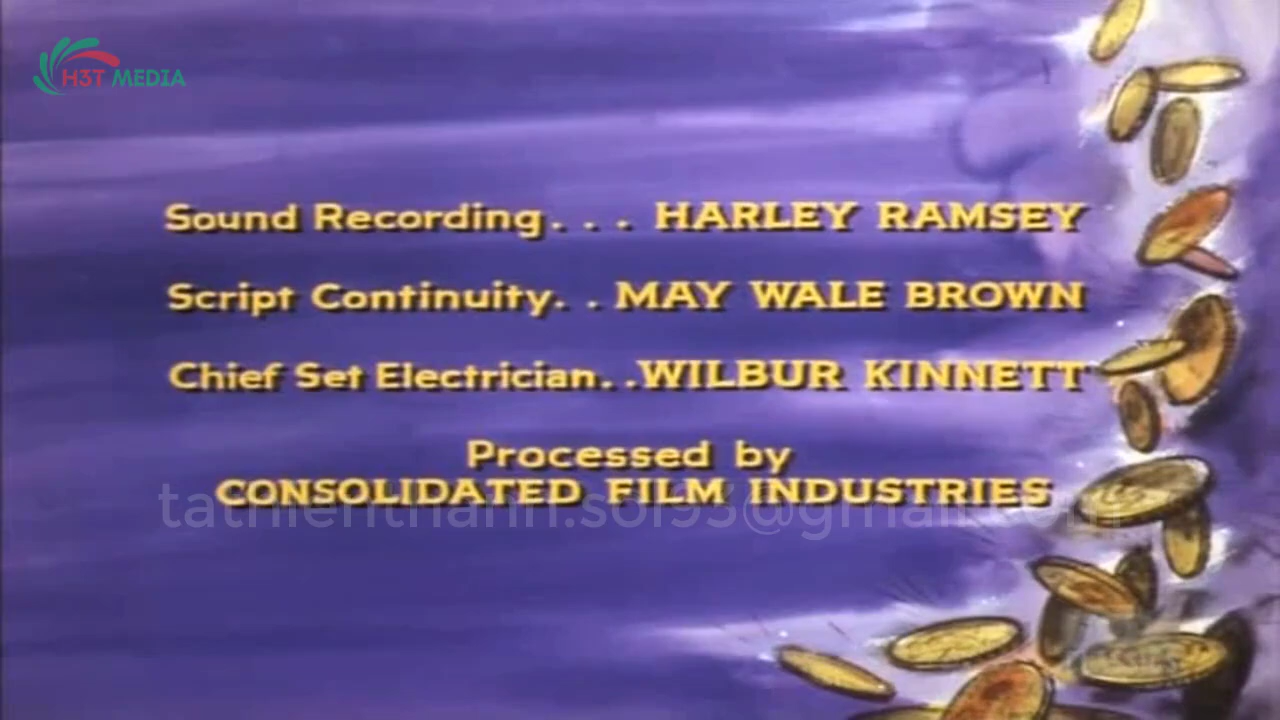 H3T MEDIA
Sound Recording. . . HARLEY RAMSEY
Script Continuity. . MAY WALE BROWN
Chief Set Electrician. .WILBUR KINNETT
Processed by
CONSOLIDATED FILM INDUSTRIES